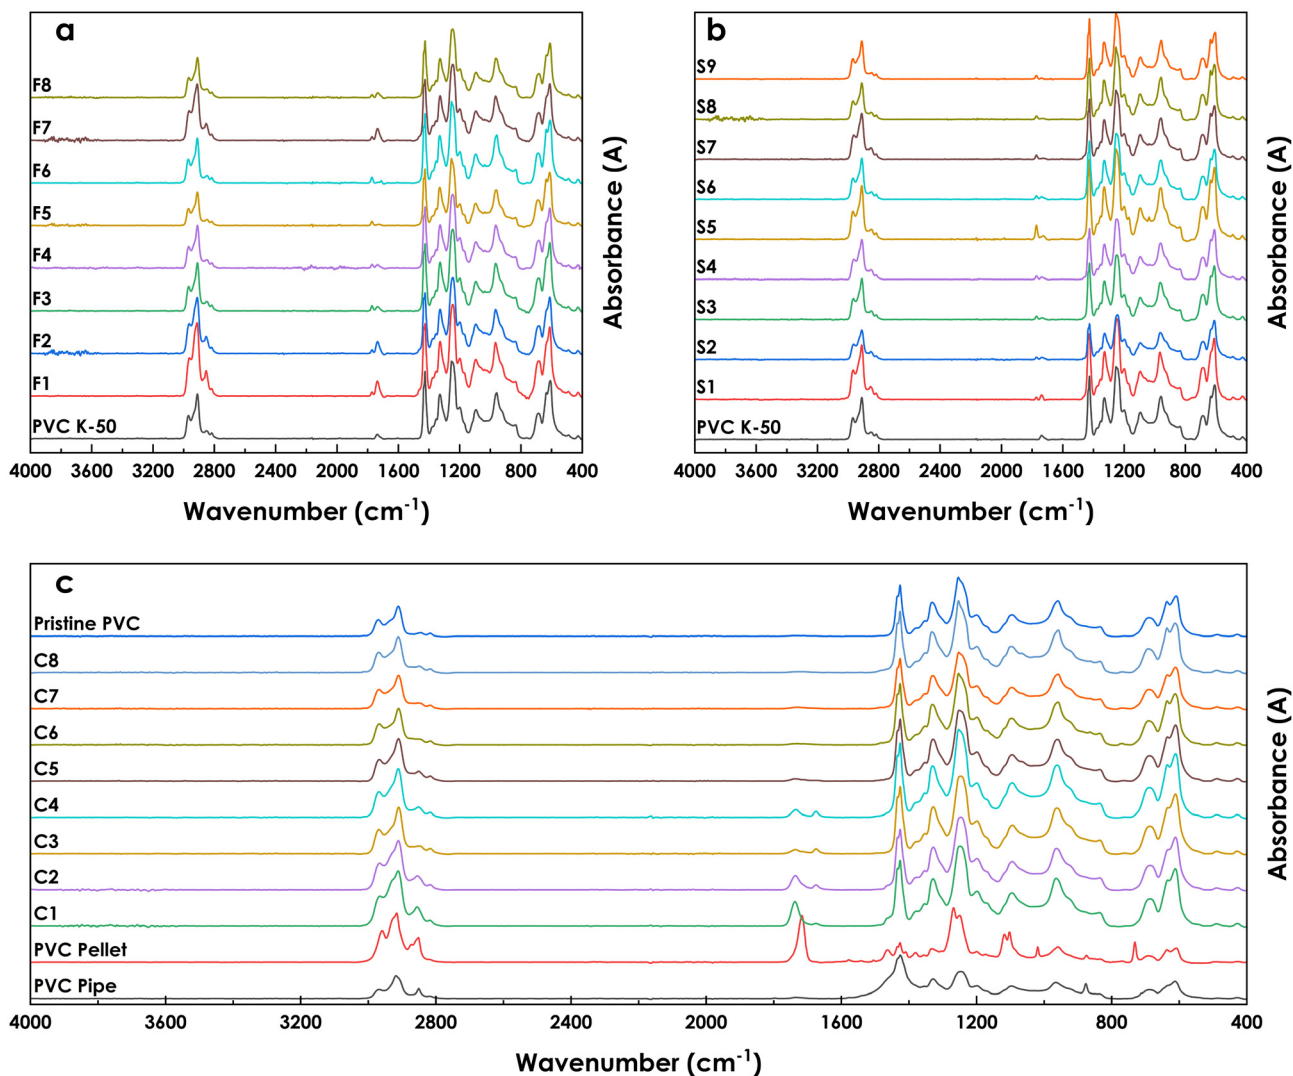 a
F8
F7
F6
F5
F4
F3
F2
F1
PVC K-50
4000 3600 3200 2800 2400 2000 1600 1200 800 400
Wavenumber (cm⁻¹)
Absorbance (A)
b
S9
S8
S7
S6
S5
S4
S3
S2
S1
PVC K-50
4000 3600 3200 2800 2400 2000 1600 1200 800 400
Wavenumber (cm⁻¹)
Absorbance (A)
c
Pristine PVC
C8
C7
C6
C5
C4
C3
C2
C1
PVC Pellet
PVC Pipe
4000 3600 3200 2800 2400 2000 1600 1200 800 400
Wavenumber (cm⁻¹)
Absorbance (A)